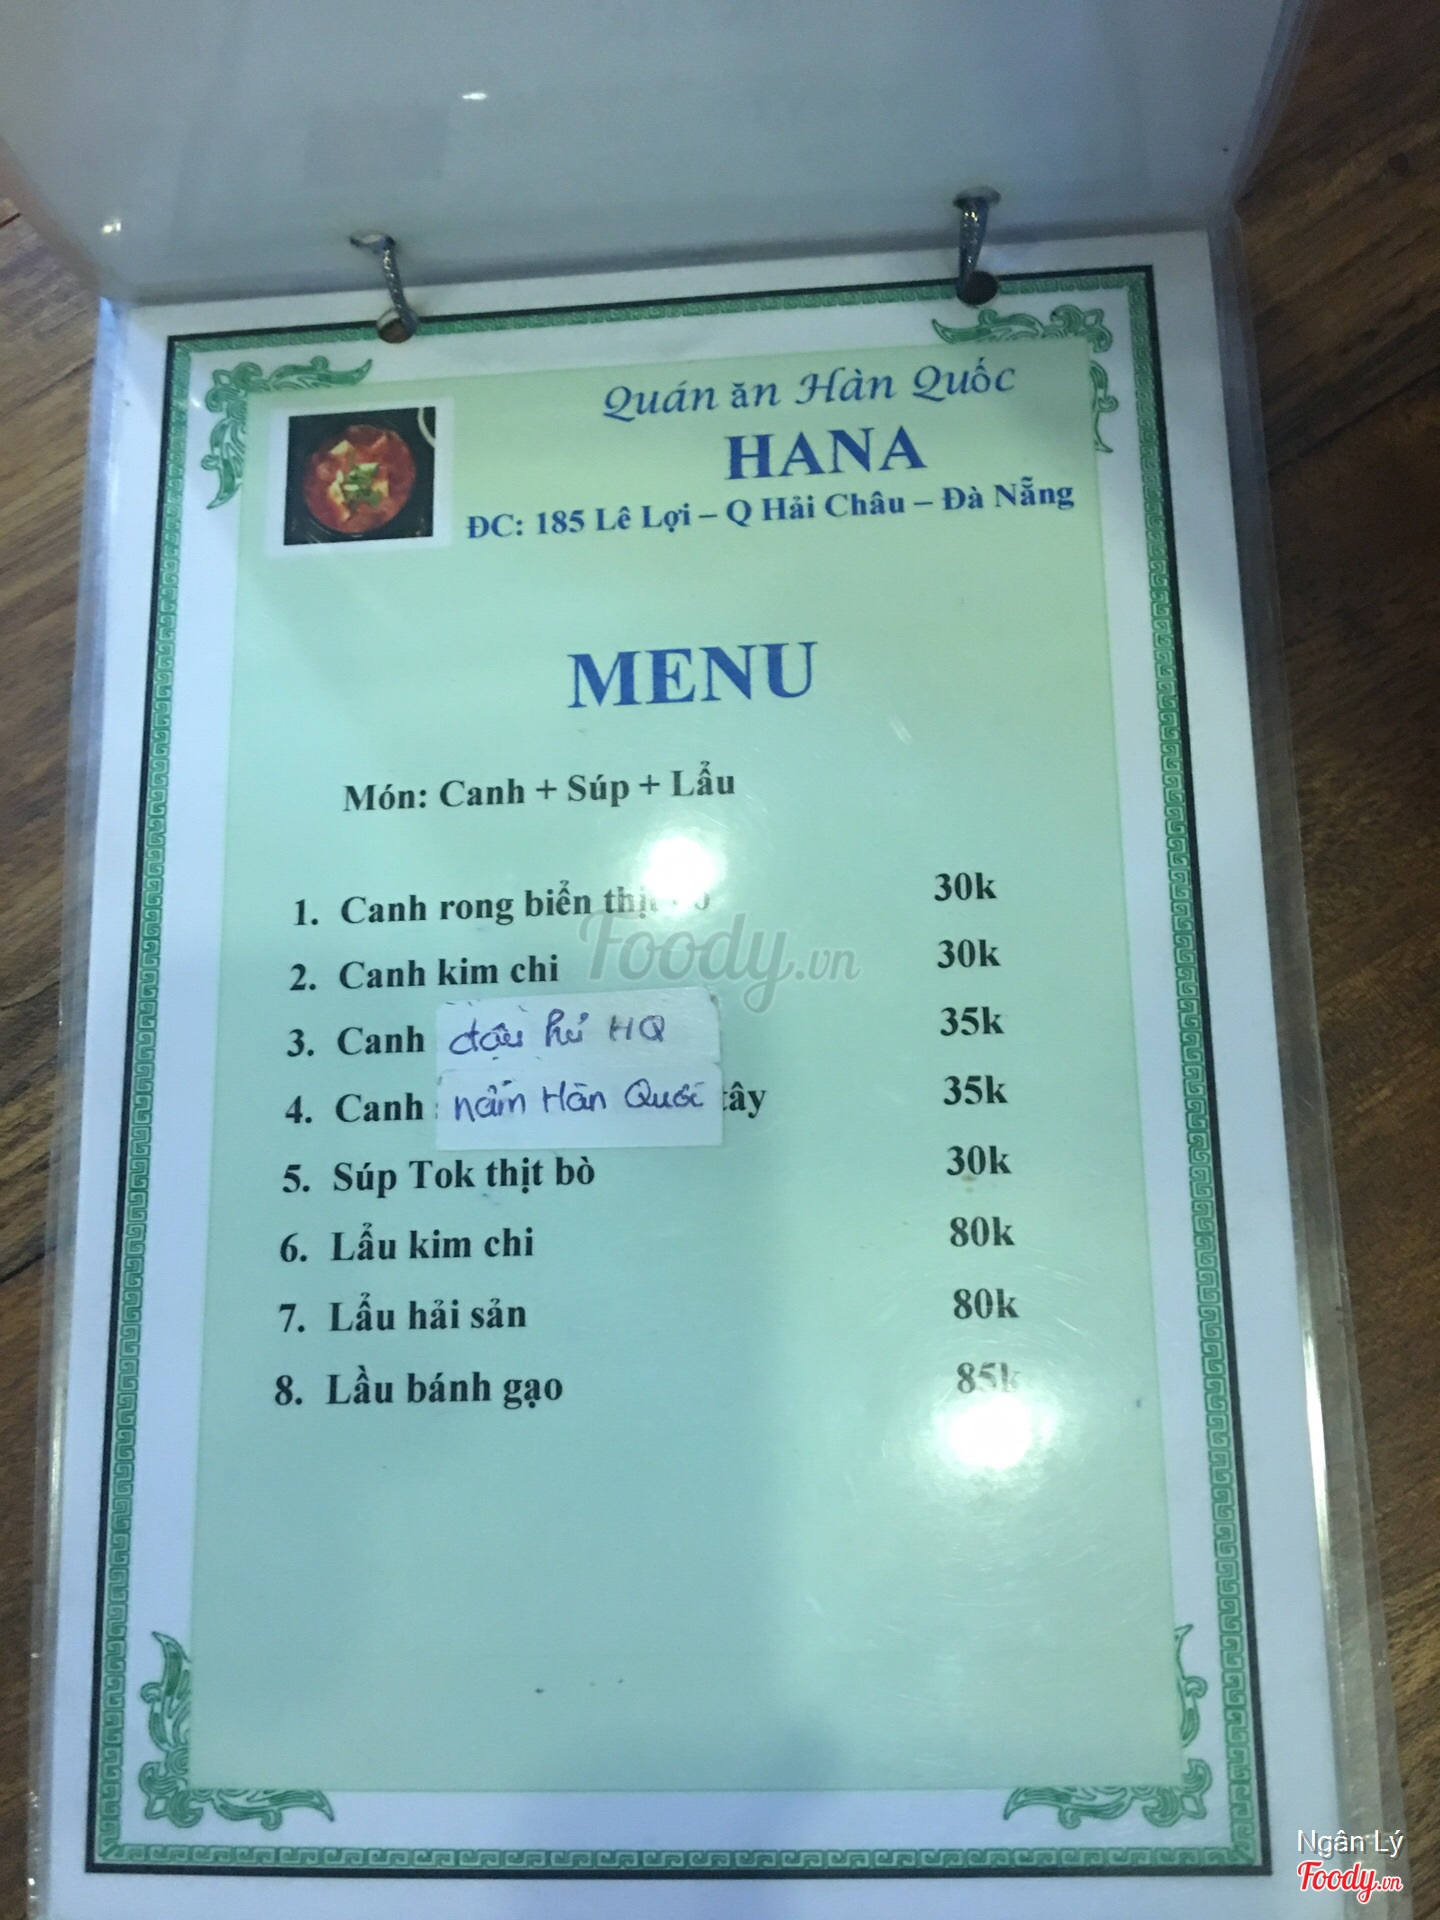 Quán ăn Hàn Quốc
HANA
ĐC: 185 Lê Lợi – Q Hải Châu – Đà Nẵng
MENU
Món: Canh + Súp + Lẩu
1. Canh rong biển thịt 30k
2. Canh kim chi 30k
3. Canh đậu hủ HQ 35k
4. Canh nấm Hàn Quốc tây 35k
5. Súp Tok thịt bò 30k
6. Lẩu kim chi 80k
7. Lẩu hải sản 80k
8. Lầu bánh gạo 85k
Foody.vn
Ngân Lý
Foody.vn